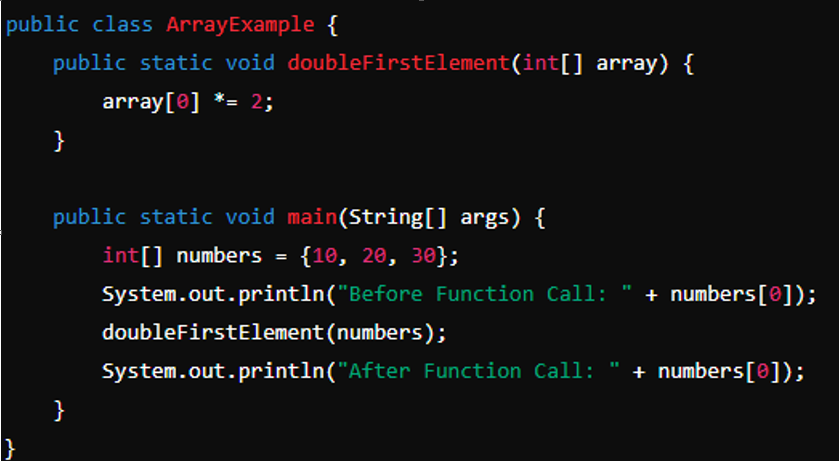 public class ArrayExample {
    public static void doubleFirstElement(int[] array) {
        array[0] *= 2;
    }

    public static void main(String[] args) {
        int[] numbers = {10, 20, 30};
        System.out.println("Before Function Call: " + numbers[0]);
        doubleFirstElement(numbers);
        System.out.println("After Function Call: " + numbers[0]);
    }
}